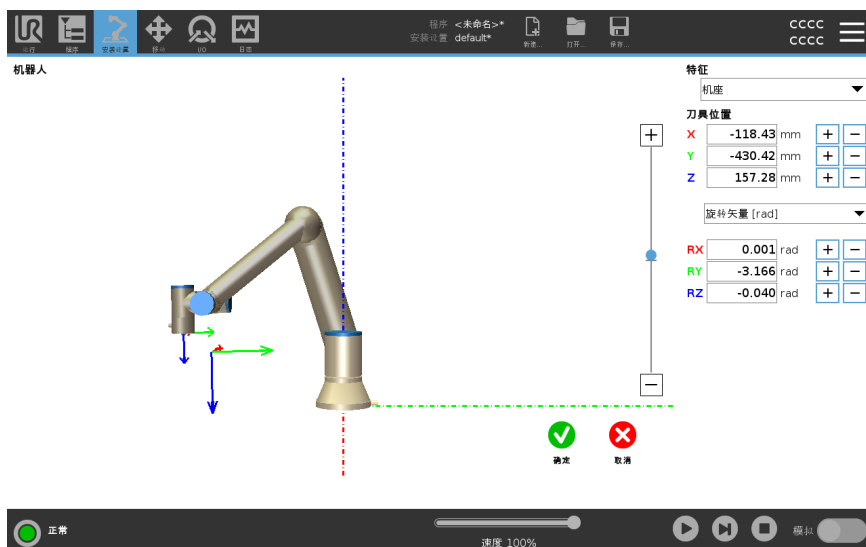 UR
运行
程序
安装设置
移动
I/O
日志
程序 <未命名>*
安装设置 default*
新建...
打开...
保存...
CCCC
CCCC
机器人
特征
机座
刀具位置
X -118.43 mm + −
Y -430.42 mm + −
Z 157.28 mm + −
旋转矢量 [rad]
RX 0.001 rad + −
RY -3.166 rad + −
RZ -0.040 rad + −
+
−
确定
取消
正常
速度 100%
模拟